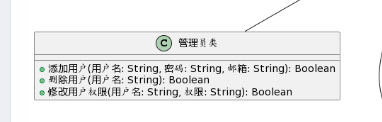 C 管理员类
添加用户(用户名: String, 密码: String, 邮箱: String): Boolean
删除用户(用户名: String): Boolean
修改用户权限(用户名: String, 权限: String): Boolean